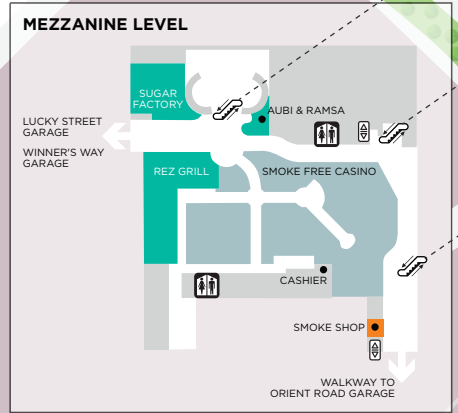 MEZZANINE LEVEL
SUGAR
FACTORY
AUBI & RAMSA
LUCKY STREET
GARAGE
WINNER'S WAY
GARAGE
REZ GRILL
SMOKE FREE CASINO
CASHIER
SMOKE SHOP
WALKWAY TO
ORIENT ROAD GARAGE